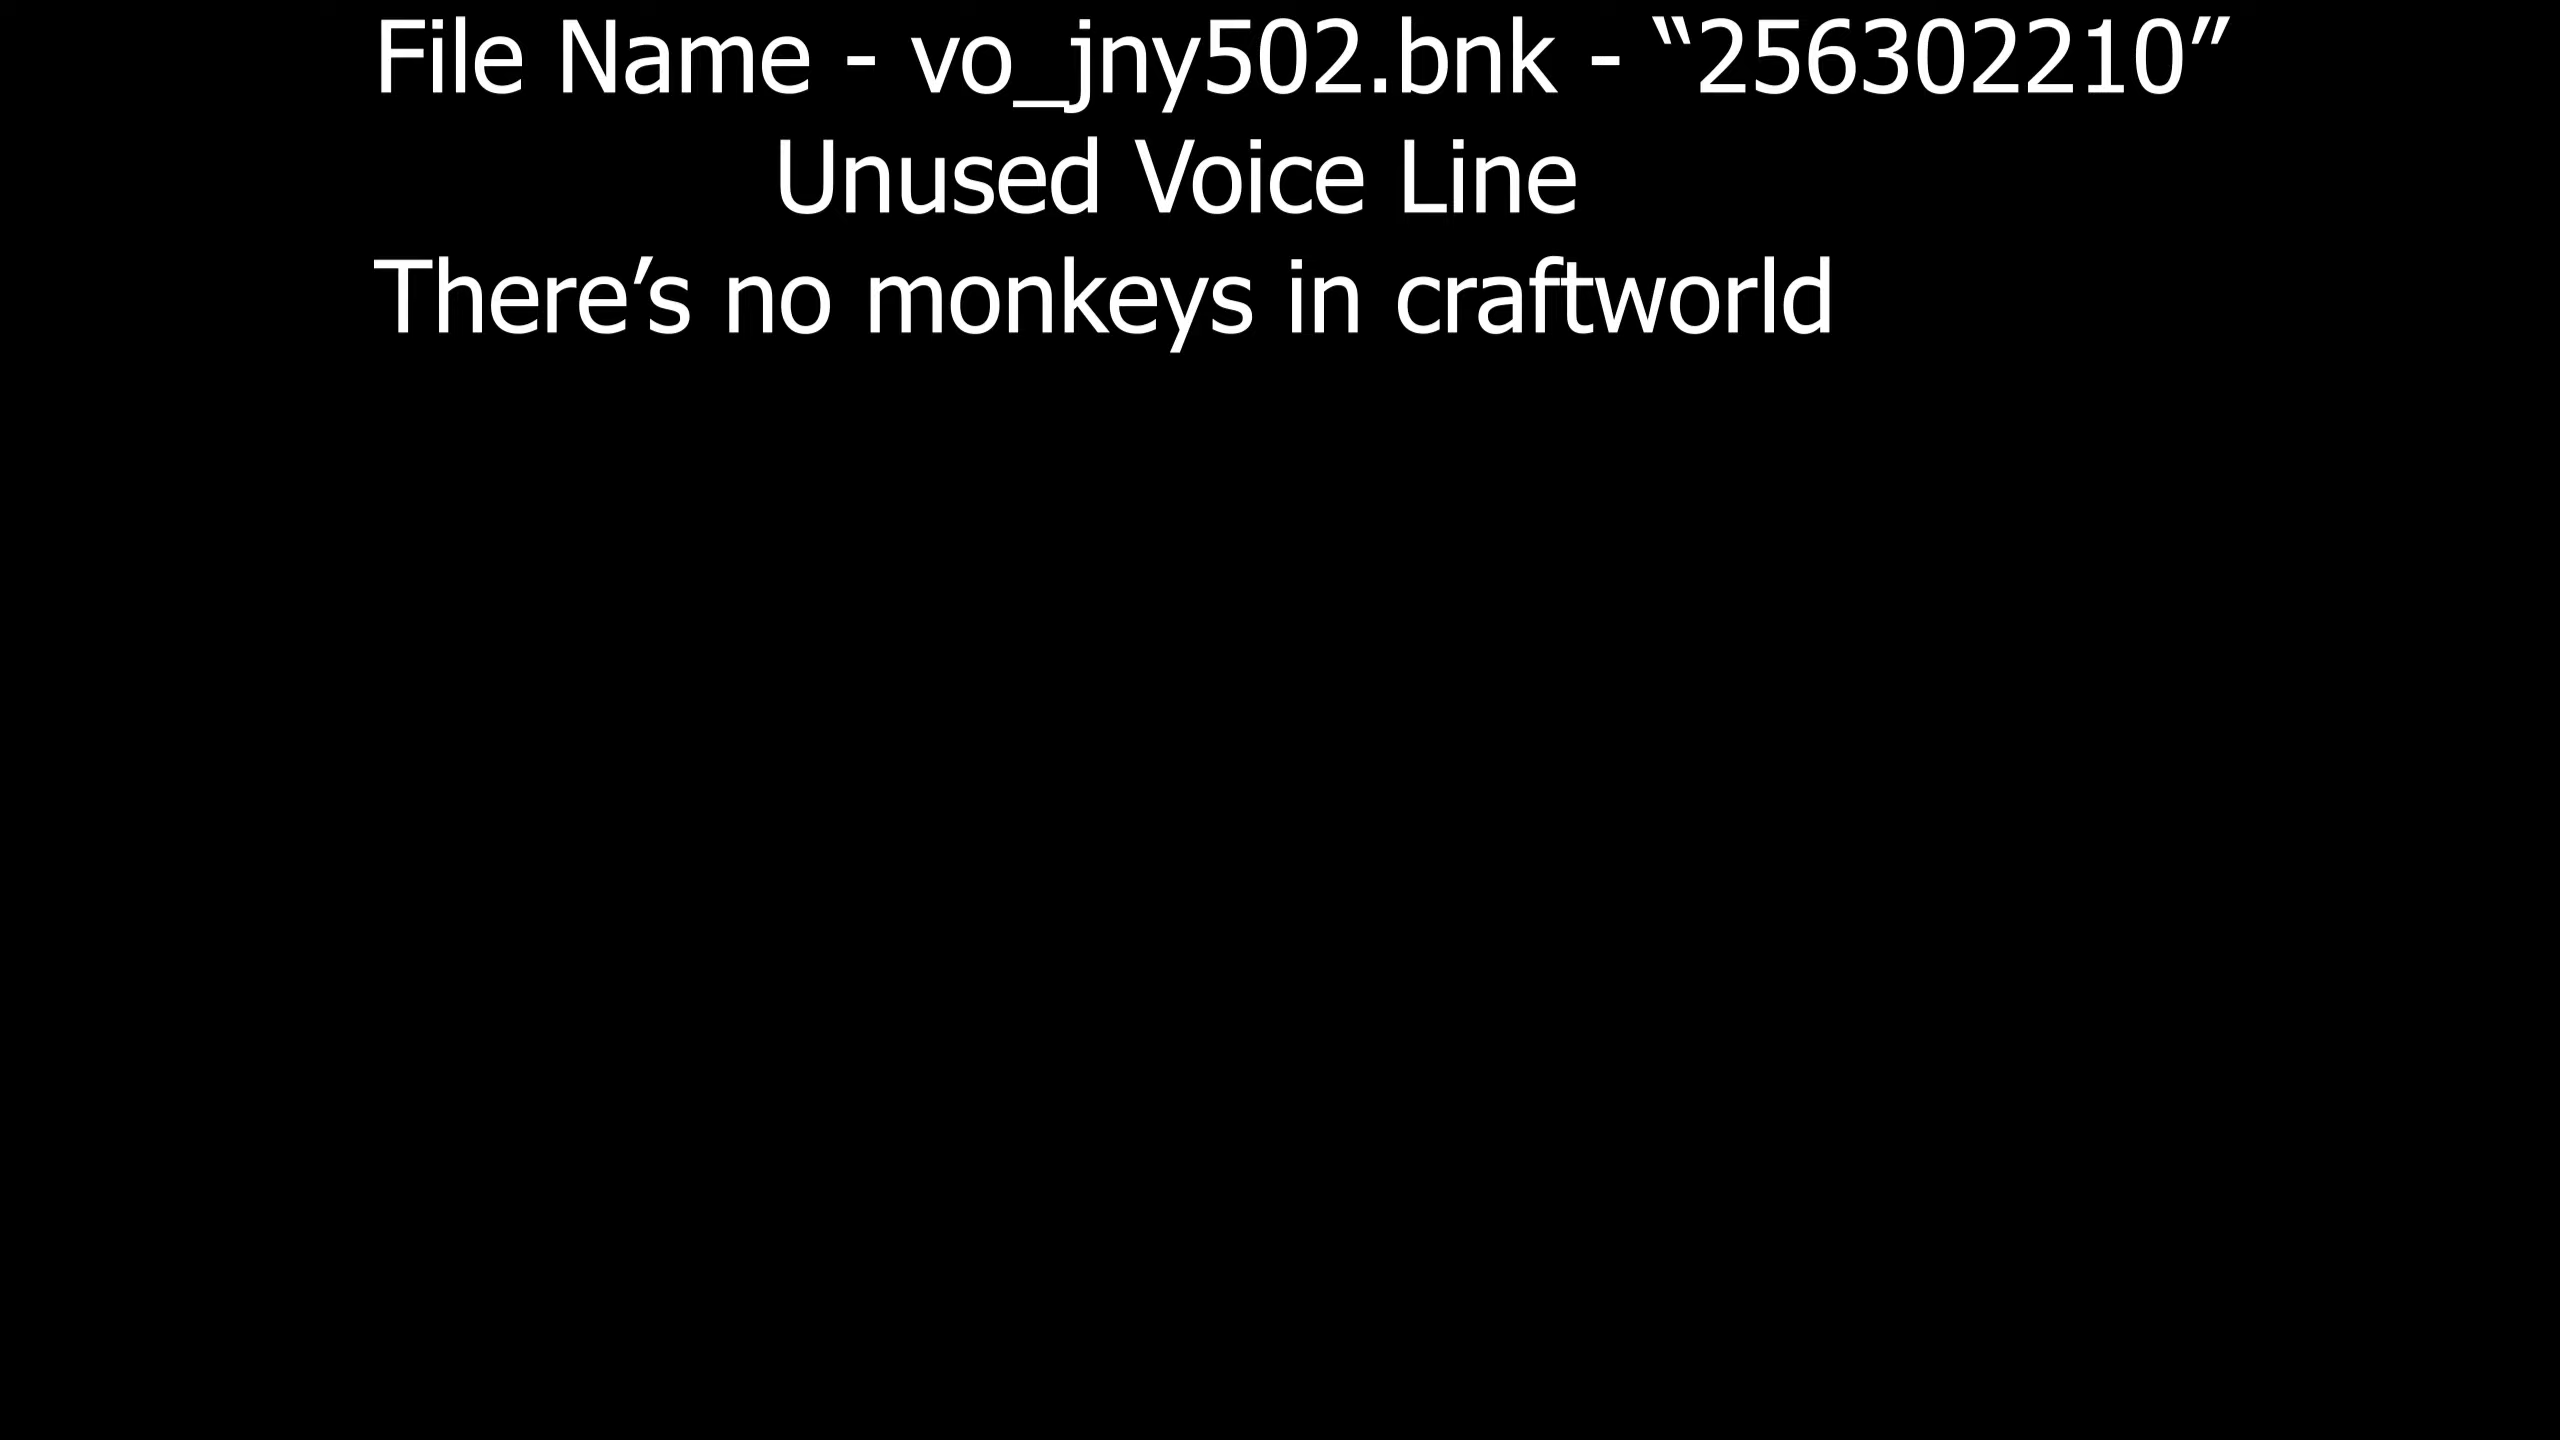 File Name - vo_jny502.bnk - “256302210”
Unused Voice Line
There’s no monkeys in craftworld